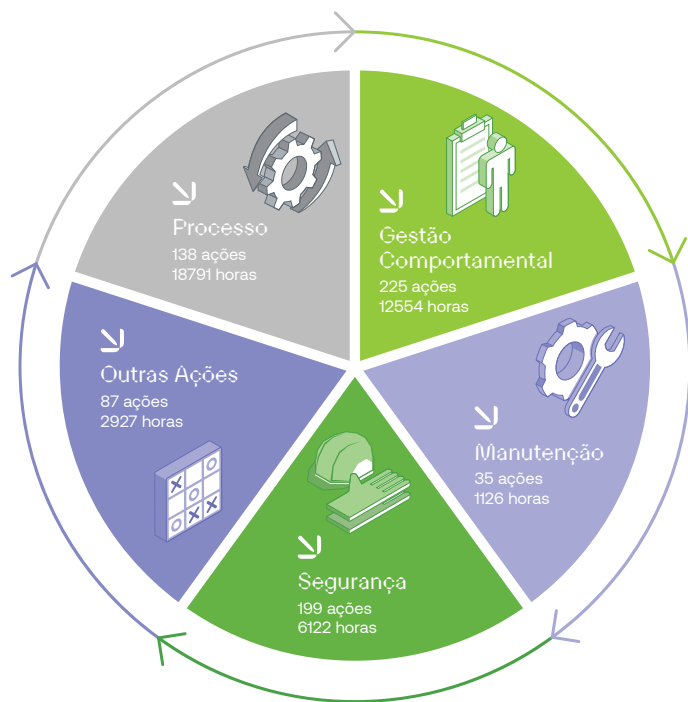 Processo
138 ações
18791 horas
Gestão
Comportamental
225 ações
12554 horas
Outras Ações
87 ações
2927 horas
Manutenção
35 ações
1126 horas
Segurança
199 ações
6122 horas